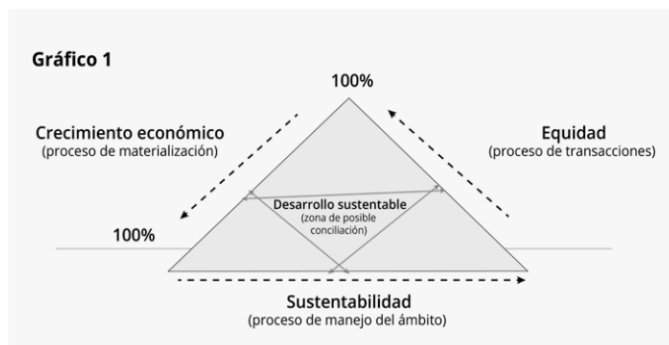 Gráfico 1
100%
Crecimiento económico
(proceso de materialización)
Equidad
(proceso de transacciones)
Desarrollo sustentable
(zona de posible
conciliación)
100%
Sustentabilidad
(proceso de manejo del ámbito)